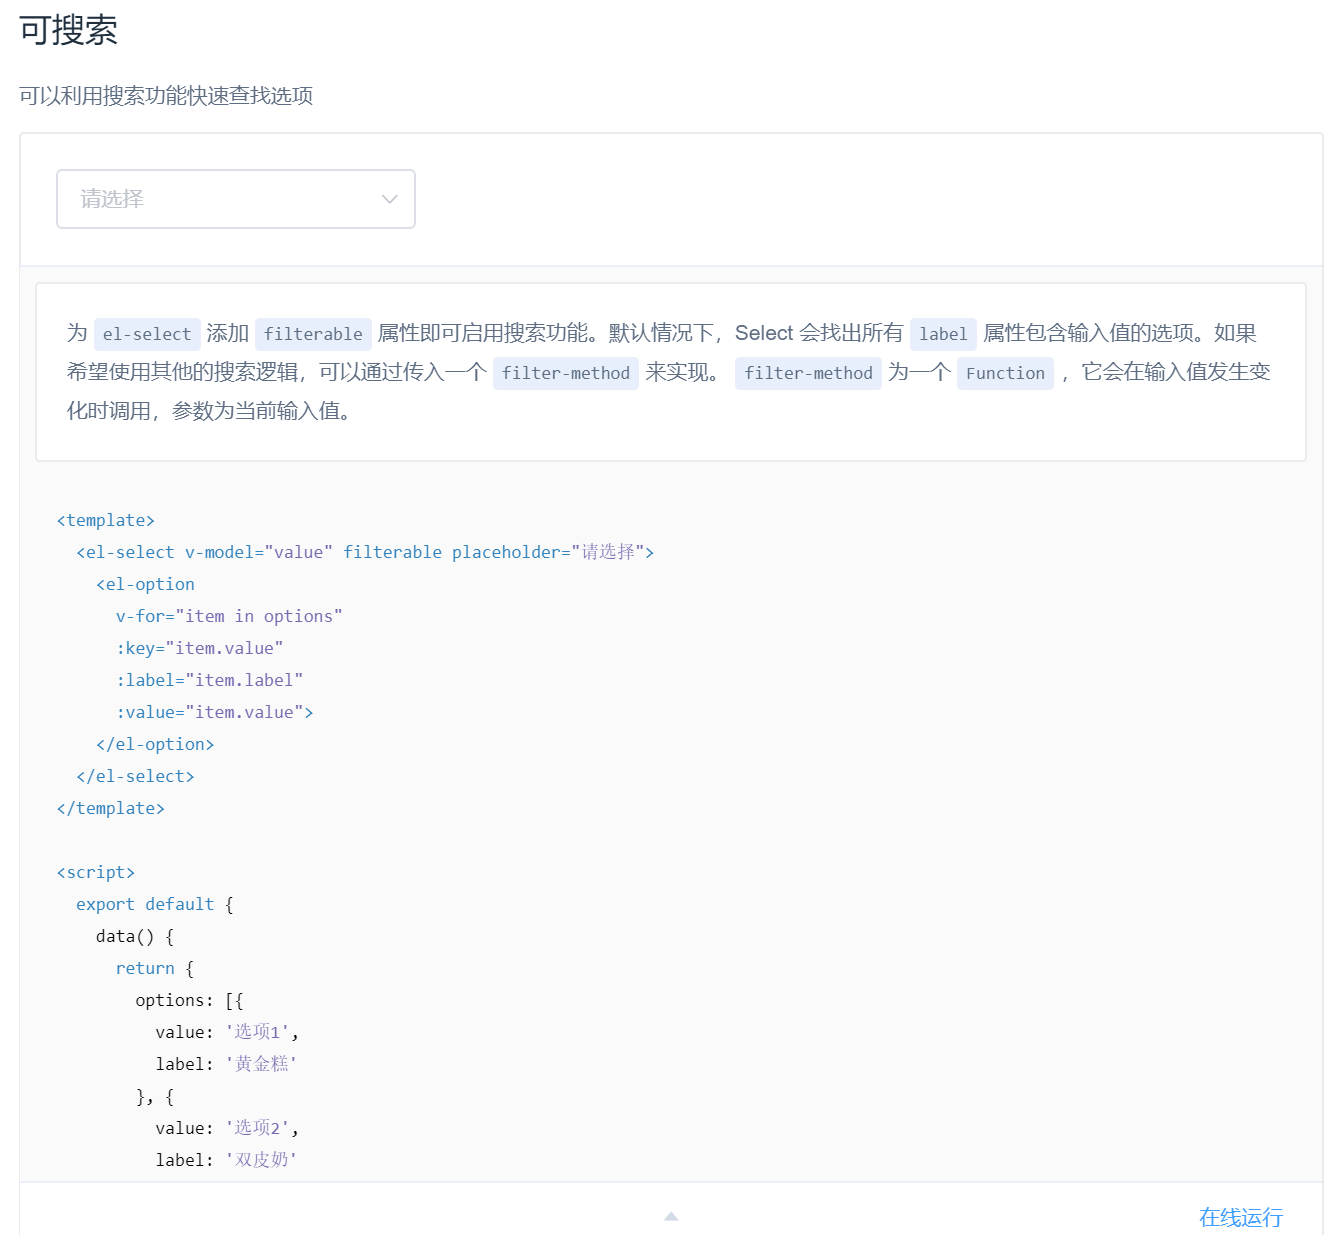 可搜索
可以利用搜索功能快速查找选项
请选择
为 el-select 添加 filterable 属性即可启用搜索功能。默认情况下，Select 会找出所有 label 属性包含输入值的选项。如果
希望使用其他的搜索逻辑，可以通过传入一个 filter-method 来实现。 filter-method 为一个 Function ，它会在输入值发生变
化时调用，参数为当前输入值。
<template>
  <el-select v-model="value" filterable placeholder="请选择">
    <el-option
      v-for="item in options"
      :key="item.value"
      :label="item.label"
      :value="item.value">
    </el-option>
  </el-select>
</template>
<script>
  export default {
    data() {
      return {
        options: [{
          value: '选项1',
          label: '黄金糕'
        }, {
          value: '选项2',
          label: '双皮奶'
在线运行